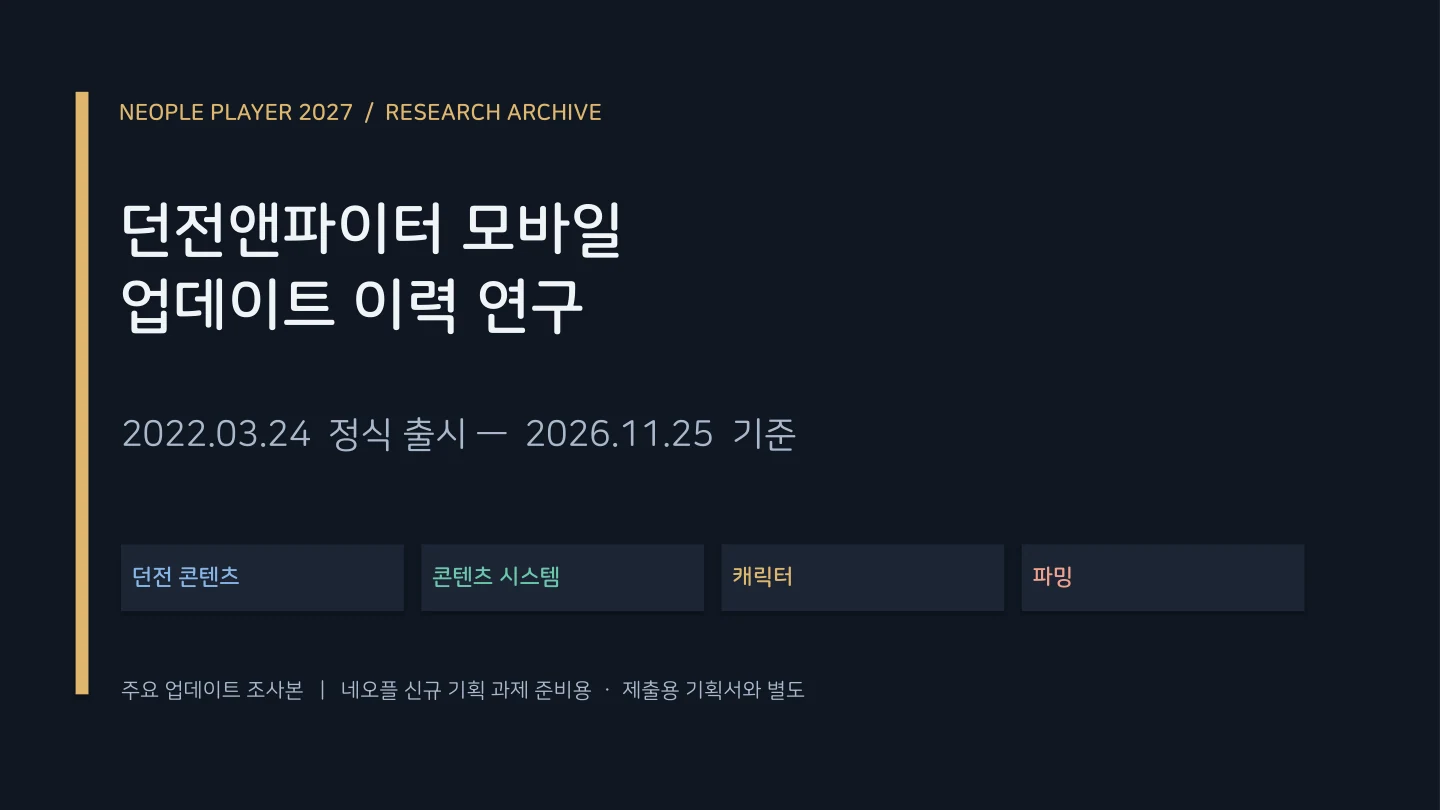 NEOPLE PLAYER 2027 / RESEARCH ARCHIVE
던전앤파이터 모바일
업데이트 이력 연구
2022.03.24 정식 출시 — 2026.11.25 기준
던전 콘텐츠
콘텐츠 시스템
캐릭터
파밍
주요 업데이트 조사본 | 네오플 신규 기획 과제 준비용 · 제출용 기획서와 별도